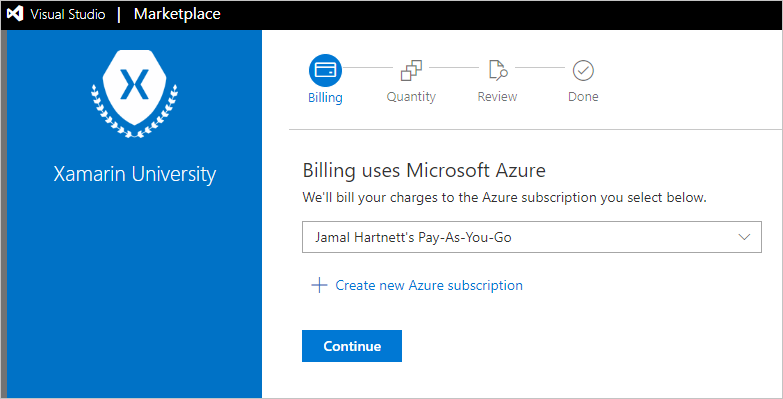 Visual Studio | Marketplace
X
Xamarin University
Billing
Quantity
Review
Done
Billing uses Microsoft Azure
We'll bill your charges to the Azure subscription you select below.
Jamal Hartnett's Pay-As-You-Go
Create new Azure subscription
Continue